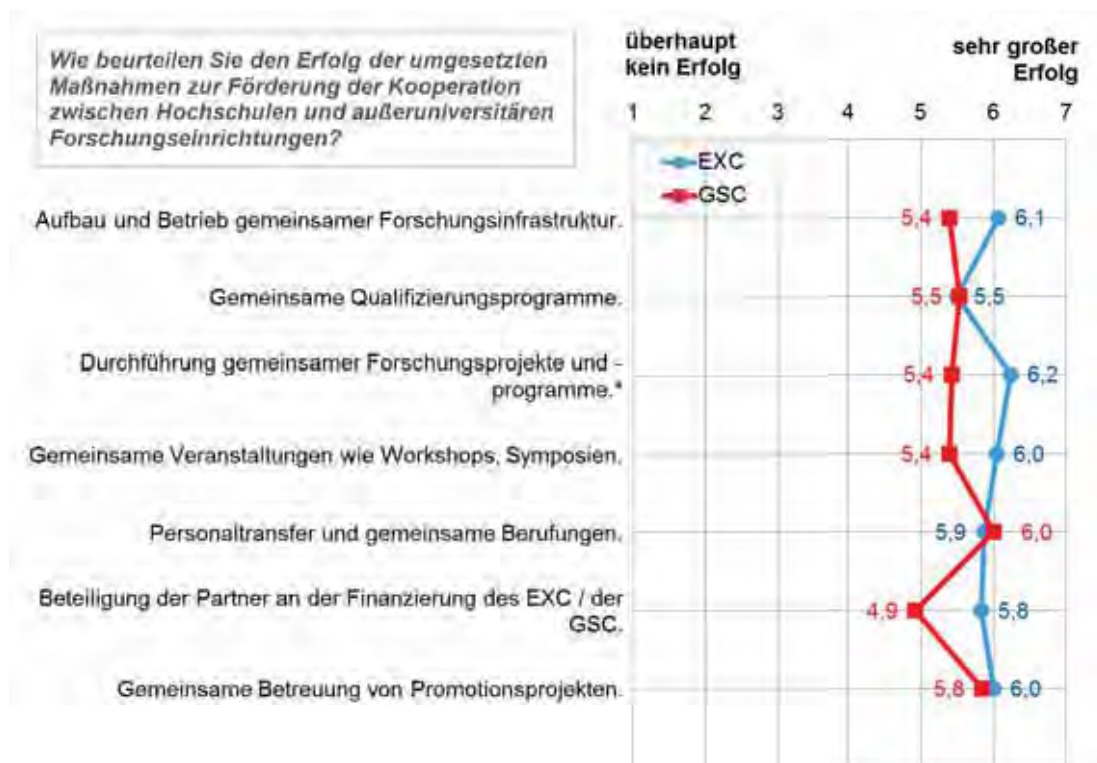 Wie beurteilen Sie den Erfolg der umgesetzten
Maßnahmen zur Förderung der Kooperation
zwischen Hochschulen und außeruniversitären
Forschungseinrichtungen?
überhaupt
kein Erfolg
sehr großer
Erfolg
1 2 3 4 5 6 7
EXC
GSC
Aufbau und Betrieb gemeinsamer Forschungsinfrastruktur. 5,4 6,1
Gemeinsame Qualifizierungsprogramme. 5,5 5,5
Durchführung gemeinsamer Forschungsprojekte und -
programme.* 5,4 6,2
Gemeinsame Veranstaltungen wie Workshops, Symposien. 5,4 6,0
Personaltransfer und gemeinsame Berufungen. 5,9 6,0
Beteiligung der Partner an der Finanzierung des EXC / der
GSC. 4,9 5,8
Gemeinsame Betreuung von Promotionsprojekten. 5,8 6,0